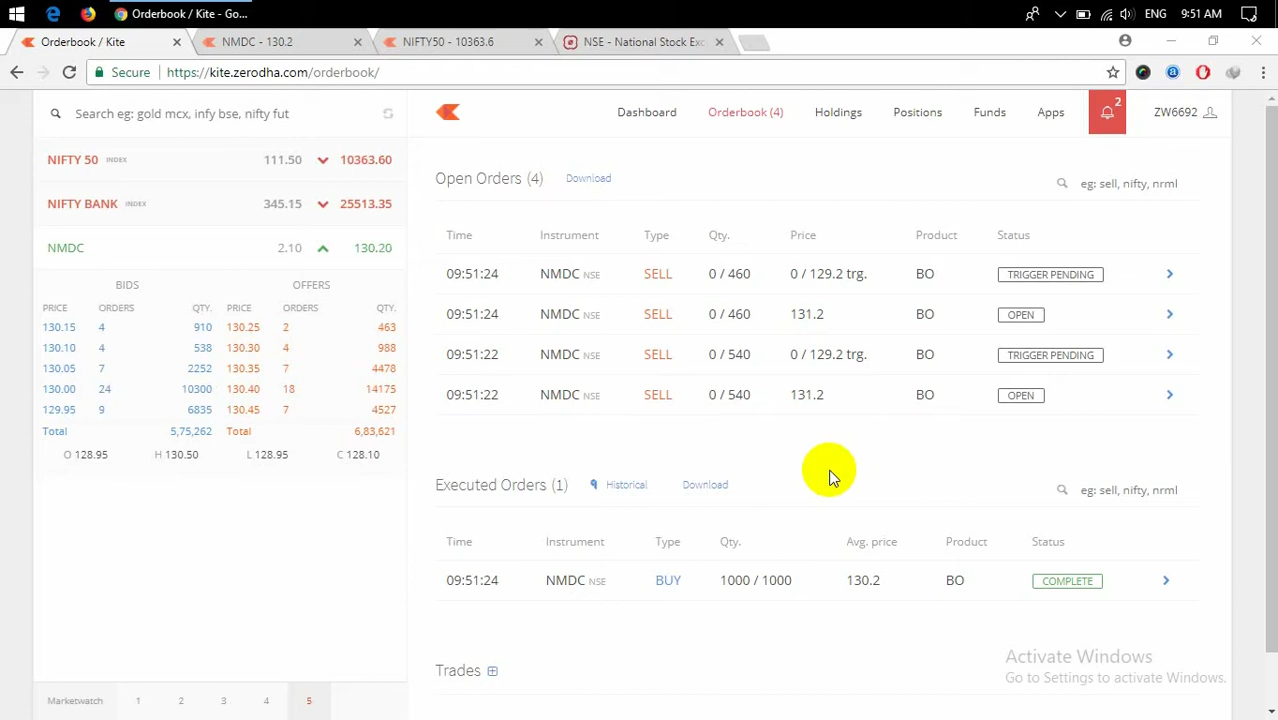 Orderbook / Kite - Go...
ENG 9:51 AM
Orderbook / Kite
NMDC - 130.2
NIFTY50 - 10363.6
NSE - National Stock Exc
Secure https://kite.zerodha.com/orderbook/
Search eg: gold mcx, infy bse, nifty fut
Dashboard Orderbook (4) Holdings Positions Funds Apps 2 ZW6692
NIFTY 50 INDEX 111.50 10363.60
NIFTY BANK INDEX 345.15 25513.35
NMDC 2.10 130.20
BIDS OFFERS
PRICE ORDERS QTY. PRICE ORDERS QTY.
130.15 4 910 130.25 2 463
130.10 4 538 130.30 4 988
130.05 7 2252 130.35 7 4478
130.00 24 10300 130.40 18 14175
129.95 9 6835 130.45 7 4527
Total 5,75,262 Total 6,83,621
O 128.95 H 130.50 L 128.95 C 128.10
Marketwatch 1 2 3 4 5
Open Orders (4) Download eg: sell, nifty, nrml
Time Instrument Type Qty. Price Product Status
09:51:24 NMDC NSE SELL 0 / 460 0 / 129.2 trg. BO TRIGGER PENDING
09:51:24 NMDC NSE SELL 0 / 460 131.2 BO OPEN
09:51:22 NMDC NSE SELL 0 / 540 0 / 129.2 trg. BO TRIGGER PENDING
09:51:22 NMDC NSE SELL 0 / 540 131.2 BO OPEN
Executed Orders (1) Historical Download eg: sell, nifty, nrml
Time Instrument Type Qty. Avg. price Product Status
09:51:24 NMDC NSE BUY 1000 / 1000 130.2 BO COMPLETE
Trades
Activate Windows
Go to Settings to activate Windows.